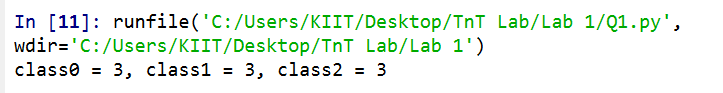 In [11]: runfile('C:/Users/KIIT/Desktop/TnT Lab/Lab 1/Q1.py',
wdir='C:/Users/KIIT/Desktop/TnT Lab/Lab 1')
class0 = 3, class1 = 3, class2 = 3